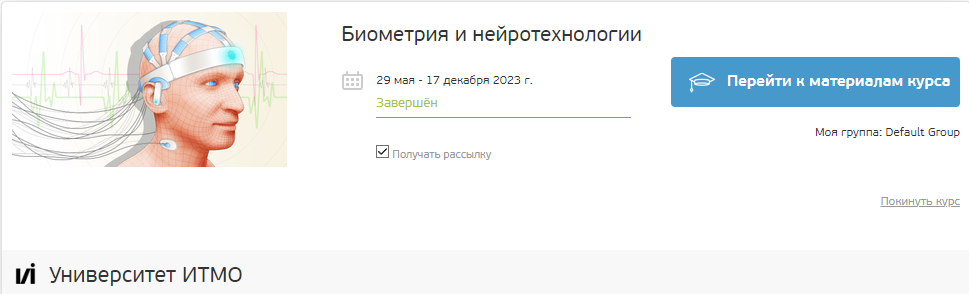 Биометрия и нейротехнологии
29 мая - 17 декабря 2023 г.
Завершён
Получать рассылку
Перейти к материалам курса
Моя группа: Default Group
Покинуть курс
Университет ИТМО